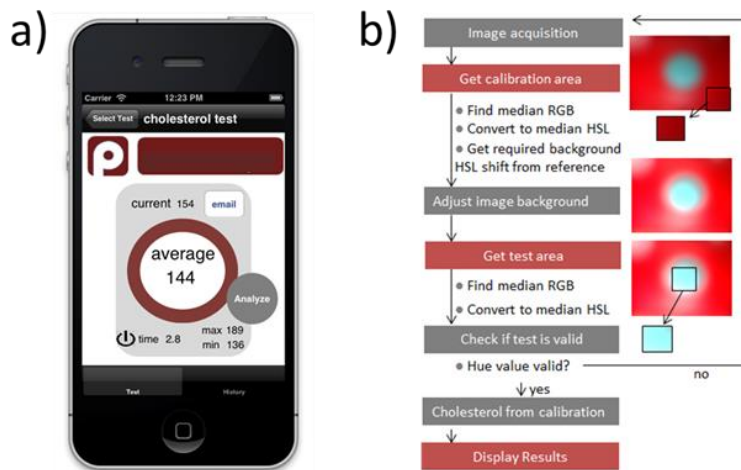 a)
Carrier 12:23 PM
Select Test cholesterol test
p
current 154 email
average
144
Analyze
time 2.8
max 189
min 136
Test
History
b)
Image acquisition
Get calibration area
● Find median RGB
● Convert to median HSL
● Get required background
HSL shift from reference
Adjust image background
Get test area
● Find median RGB
● Convert to median HSL
Check if test is valid
● Hue value valid?
no
yes
Cholesterol from calibration
Display Results